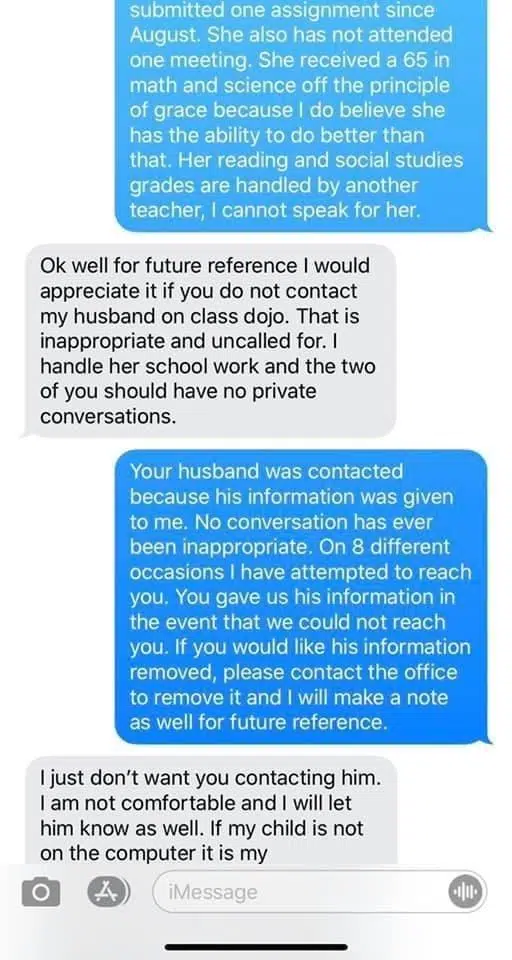 submitted one assignment since
August. She also has not attended
one meeting. She received a 65 in
math and science off the principle
of grace because I do believe she
has the ability to do better than
that. Her reading and social studies
grades are handled by another
teacher, I cannot speak for her.
Ok well for future reference I would
appreciate it if you do not contact
my husband on class dojo. That is
inappropriate and uncalled for. I
handle her school work and the two
of you should have no private
conversations.
Your husband was contacted
because his information was given
to me. No conversation has ever
been inappropriate. On 8 different
occasions I have attempted to reach
you. You gave us his information in
the event that we could not reach
you. If you would like his information
removed, please contact the office
to remove it and I will make a note
as well for future reference.
I just don’t want you contacting him.
I am not comfortable and I will let
him know as well. If my child is not
on the computer it is my
iMessage